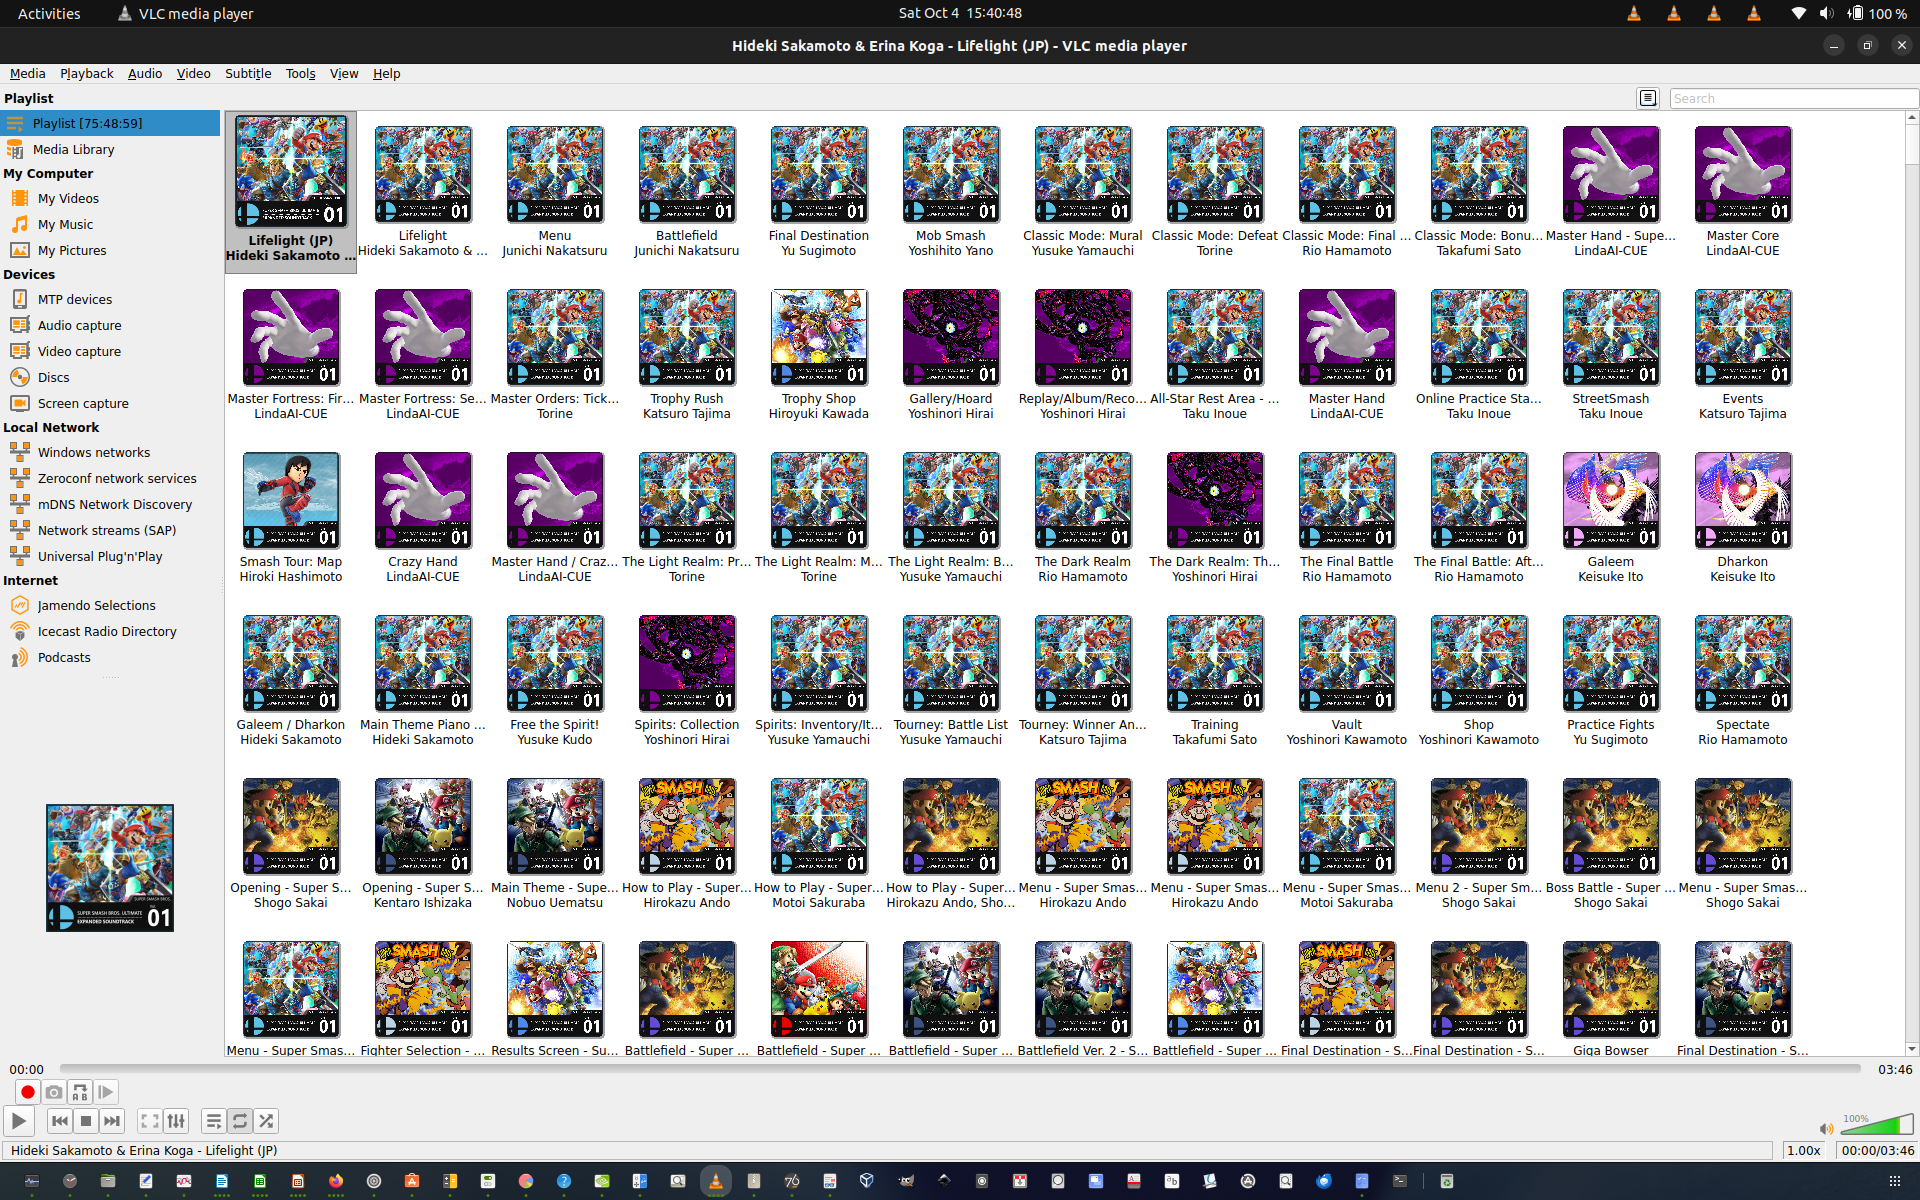 Activities
VLC media player
Sat Oct 4 15:40:48
100 %
Hideki Sakamoto & Erina Koga - Lifelight (JP) - VLC media player
Media Playback Audio Video Subtitle Tools View Help
Playlist
Search
Playlist [75:48:59]
Media Library
My Computer
My Videos
My Music
My Pictures
Devices
MTP devices
Audio capture
Video capture
Discs
Screen capture
Local Network
Windows networks
Zeroconf network services
mDNS Network Discovery
Network streams (SAP)
Universal Plug'n'Play
Internet
Jamendo Selections
Icecast Radio Directory
Podcasts
SUPER SMASH BROS. ULTIMATE
EXPANDED SOUNDTRACK
01
Lifelight (JP) Lifelight Menu Battlefield Final Destination Mob Smash Classic Mode: Mural Classic Mode: Defeat Classic Mode: Final ... Classic Mode: Bonu... Master Hand - Supe... Master Core
Hideki Sakamoto ... Hideki Sakamoto & ... Junichi Nakatsuru Junichi Nakatsuru Yu Sugimoto Yoshihito Yano Yusuke Yamauchi Torine Rio Hamamoto Takafumi Sato LindaAI-CUE LindaAI-CUE
Master Fortress: Fir... Master Fortress: Se... Master Orders: Tick... Trophy Rush Trophy Shop Gallery/Hoard Replay/Album/Reco... All-Star Rest Area - ... Master Hand Online Practice Sta... StreetSmash Events
LindaAI-CUE LindaAI-CUE Torine Katsuro Tajima Hiroyuki Kawada Yoshinori Hirai Yoshinori Hirai Taku Inoue LindaAI-CUE Taku Inoue Taku Inoue Katsuro Tajima
Smash Tour: Map Crazy Hand Master Hand / Craz... The Light Realm: Pr... The Light Realm: M... The Light Realm: B... The Dark Realm The Dark Realm: Th... The Final Battle The Final Battle: Aft... Galeem Dharkon
Hiroki Hashimoto LindaAI-CUE LindaAI-CUE Torine Torine Yusuke Yamauchi Rio Hamamoto Yoshinori Hirai Rio Hamamoto Rio Hamamoto Keisuke Ito Keisuke Ito
Galeem / Dharkon Main Theme Piano ... Free the Spirit! Spirits: Collection Spirits: Inventory/It... Tourney: Battle List Tourney: Winner An... Training Vault Shop Practice Fights Spectate
Hideki Sakamoto Hideki Sakamoto Yusuke Kudo Yoshinori Hirai Yusuke Yamauchi Yusuke Yamauchi Katsuro Tajima Takafumi Sato Yoshinori Kawamoto Yoshinori Kawamoto Yu Sugimoto Rio Hamamoto
Opening - Super S... Opening - Super S... Main Theme - Supe... How to Play - Super... How to Play - Super... How to Play - Super... Menu - Super Smas... Menu - Super Smas... Menu - Super Smas... Menu 2 - Super Sm... Boss Battle - Super ... Menu - Super Smas...
Shogo Sakai Kentaro Ishizaka Nobuo Uematsu Hirokazu Ando Motoi Sakuraba Hirokazu Ando, Sho... Hirokazu Ando Hirokazu Ando Motoi Sakuraba Shogo Sakai Shogo Sakai Shogo Sakai
Menu - Super Smas... Fighter Selection - ... Results Screen - Su... Battlefield - Super ... Battlefield - Super ... Battlefield - Super ... Battlefield Ver. 2 - S... Battlefield - Super ... Final Destination - S... Final Destination - S... Giga Bowser Final Destination - S...
00:00
03:46
100%
Hideki Sakamoto & Erina Koga - Lifelight (JP)
1.00x
00:00/03:46